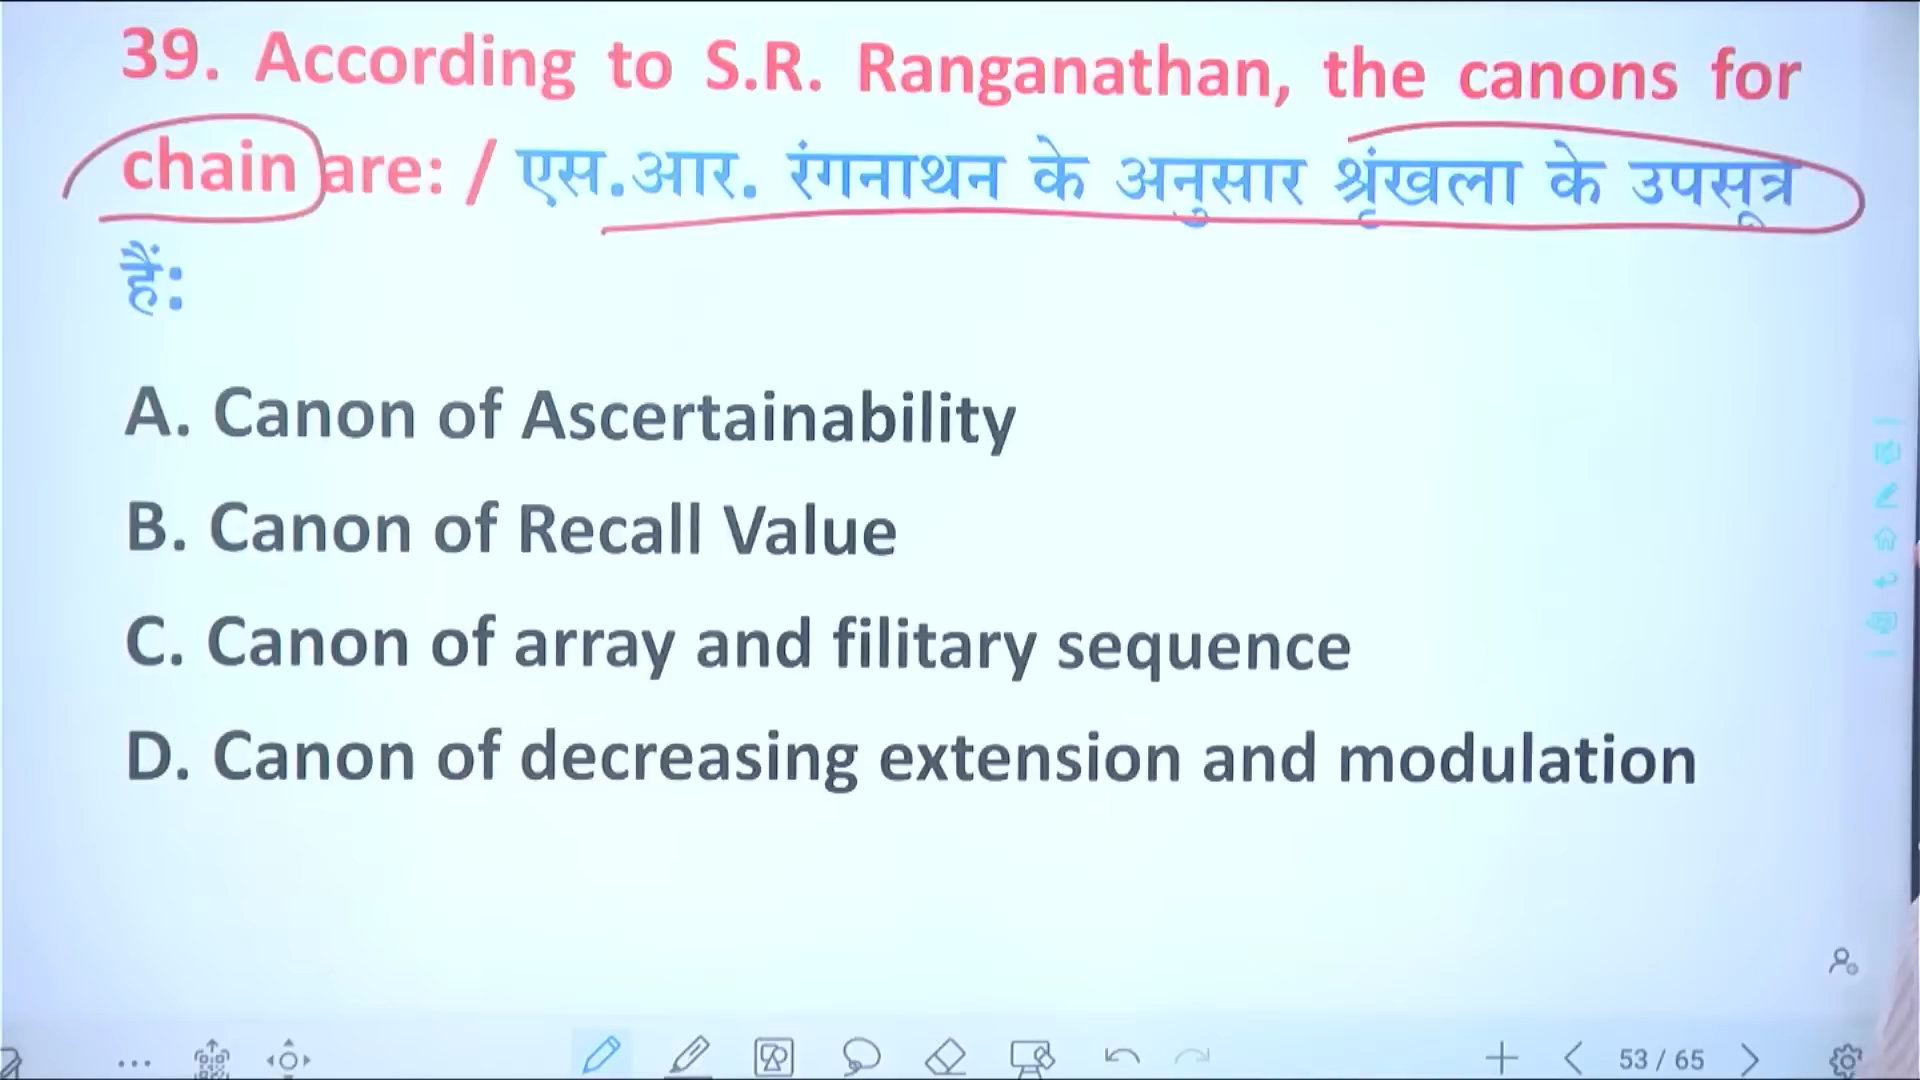 39. According to S.R. Ranganathan, the canons for
chain are: / एस.आर. रंगनाथन के अनुसार श्रृंखला के उपसूत्र
हैं:
A. Canon of Ascertainability
B. Canon of Recall Value
C. Canon of array and filitary sequence
D. Canon of decreasing extension and modulation
53 / 65